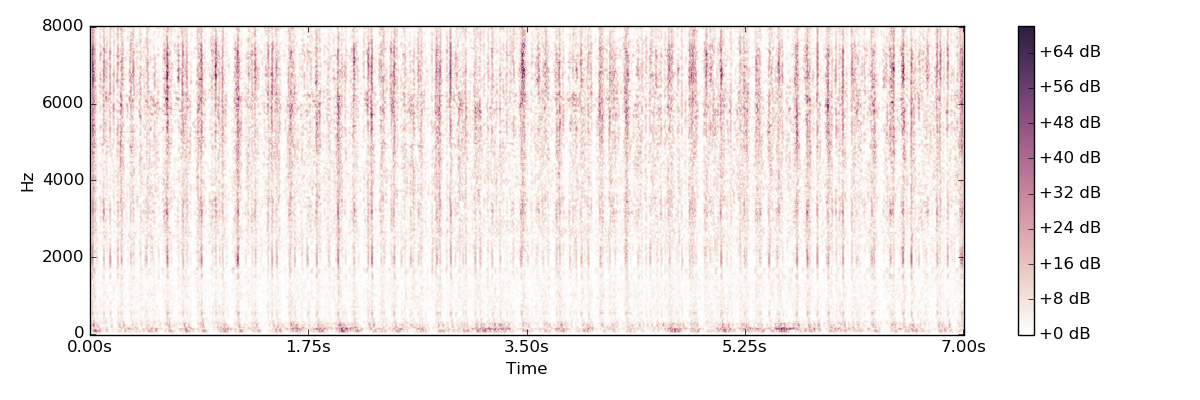 8000
6000
4000
2000
0
Hz
0.00s 1.75s 3.50s 5.25s 7.00s
Time
+64 dB
+56 dB
+48 dB
+40 dB
+32 dB
+24 dB
+16 dB
+8 dB
+0 dB